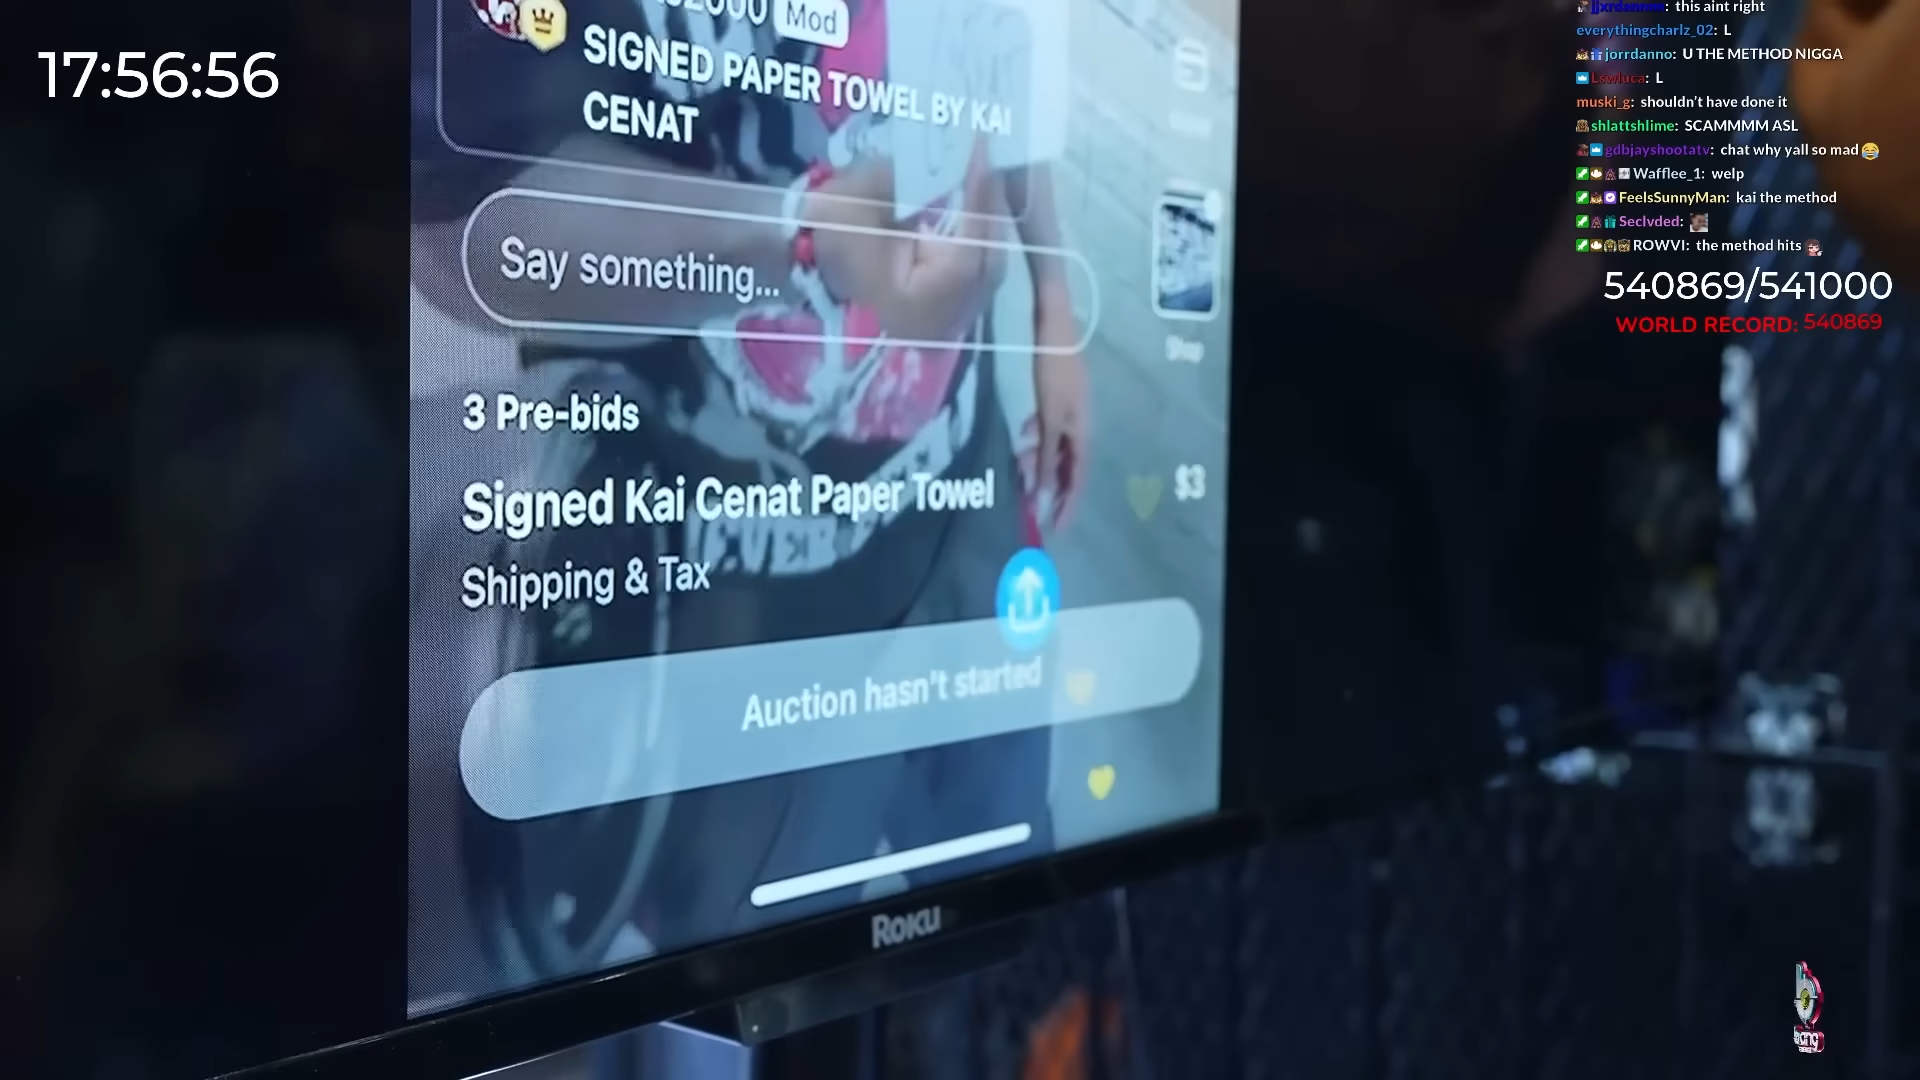 17:56:56
Mod
SIGNED PAPER TOWEL BY KAI
CENAT
Say something...
Shop
3 Pre-bids
Signed Kai Cenat Paper Towel
$3
Shipping & Tax
Auction hasn't started
Roku
this aint right
everythingcharlz_02: L
jorrdanno: U THE METHOD NIGGA
Lswluca: L
muski_g: shouldn't have done it
shlattshlime: SCAMMMM ASL
gdbjayshootatv: chat why yall so mad 😂
Wafflee_1: welp
FeelsSunnyMan: kai the method
Seclvded:
ROWVI: the method hits
540869/541000
WORLD RECORD: 540869